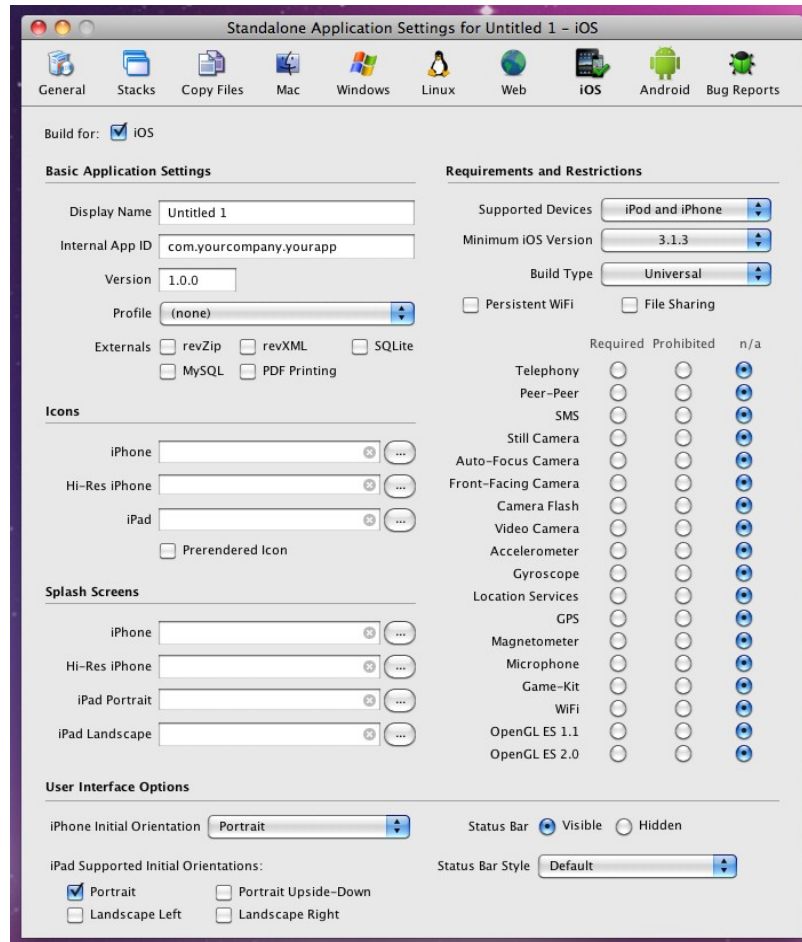 Standalone Application Settings for Untitled 1 – iOS
General Stacks Copy Files Mac Windows Linux Web iOS Android Bug Reports
Build for: iOS
Basic Application Settings
Display Name Untitled 1
Internal App ID com.yourcompany.yourapp
Version 1.0.0
Profile (none)
Externals revZip revXML SQLite
MySQL PDF Printing
Icons
iPhone ...
Hi-Res iPhone ...
iPad ...
Prerendered Icon
Splash Screens
iPhone ...
Hi-Res iPhone ...
iPad Portrait ...
iPad Landscape ...
Requirements and Restrictions
Supported Devices iPod and iPhone
Minimum iOS Version 3.1.3
Build Type Universal
Persistent WiFi File Sharing
Required Prohibited n/a
Telephony
Peer-Peer
SMS
Still Camera
Auto-Focus Camera
Front-Facing Camera
Camera Flash
Video Camera
Accelerometer
Gyroscope
Location Services
GPS
Magnetometer
Microphone
Game-Kit
WiFi
OpenGL ES 1.1
OpenGL ES 2.0
User Interface Options
iPhone Initial Orientation Portrait
iPad Supported Initial Orientations:
Portrait Portrait Upside-Down
Landscape Left Landscape Right
Status Bar Visible Hidden
Status Bar Style Default